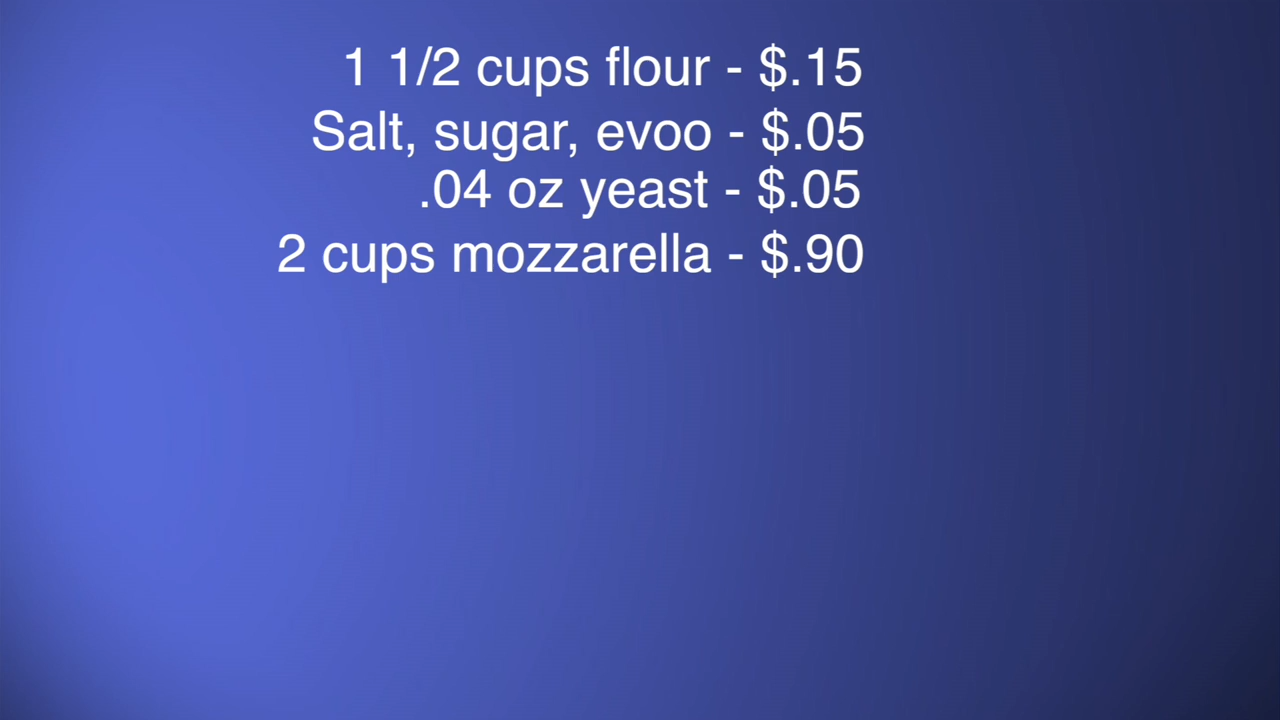 1 1/2 cups flour - $.15
Salt, sugar, evoo - $.05
.04 oz yeast - $.05
2 cups mozzarella - $.90